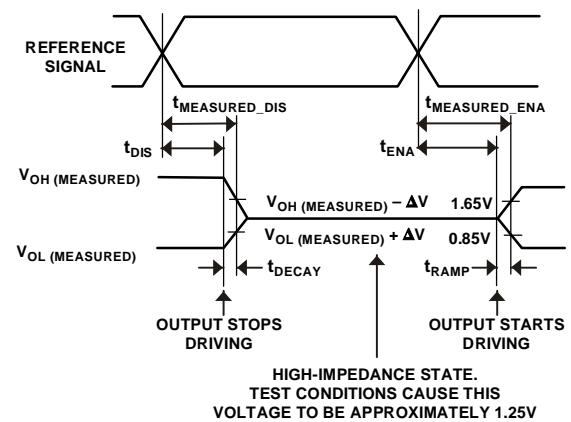 REFERENCE
SIGNAL
tMEASURED_DIS
tMEASURED_ENA
tDIS
tENA
VOH (MEASURED)
VOH (MEASURED) – ΔV
1.65V
VOL (MEASURED) + ΔV
0.85V
VOL (MEASURED)
tDECAY
tRAMP
OUTPUT STOPS
DRIVING
OUTPUT STARTS
DRIVING
HIGH-IMPEDANCE STATE.
TEST CONDITIONS CAUSE THIS
VOLTAGE TO BE APPROXIMATELY 1.25V